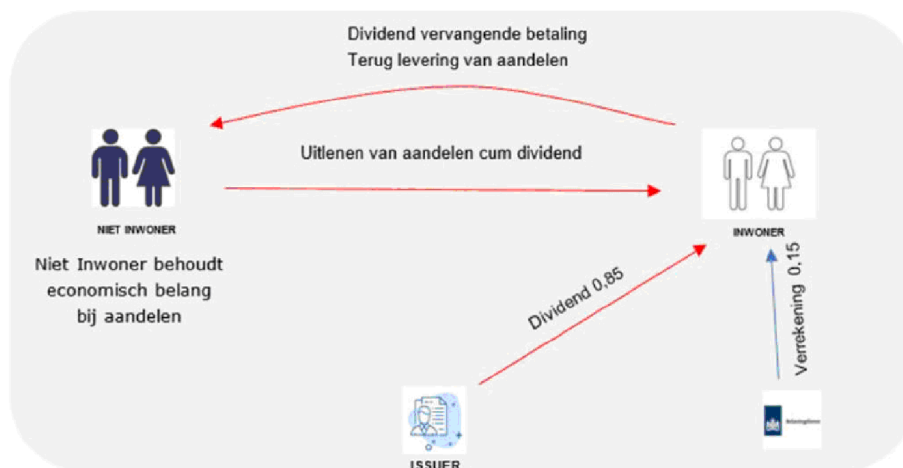 Dividend vervangende betaling
Terug levering van aandelen
Uitlenen van aandelen cum dividend
NIET INWONER
INWONER
Niet Inwoner behoudt
economisch belang
bij aandelen
Dividend 0,85
Verrekening 0.15
Belastingdienst
ISSUER